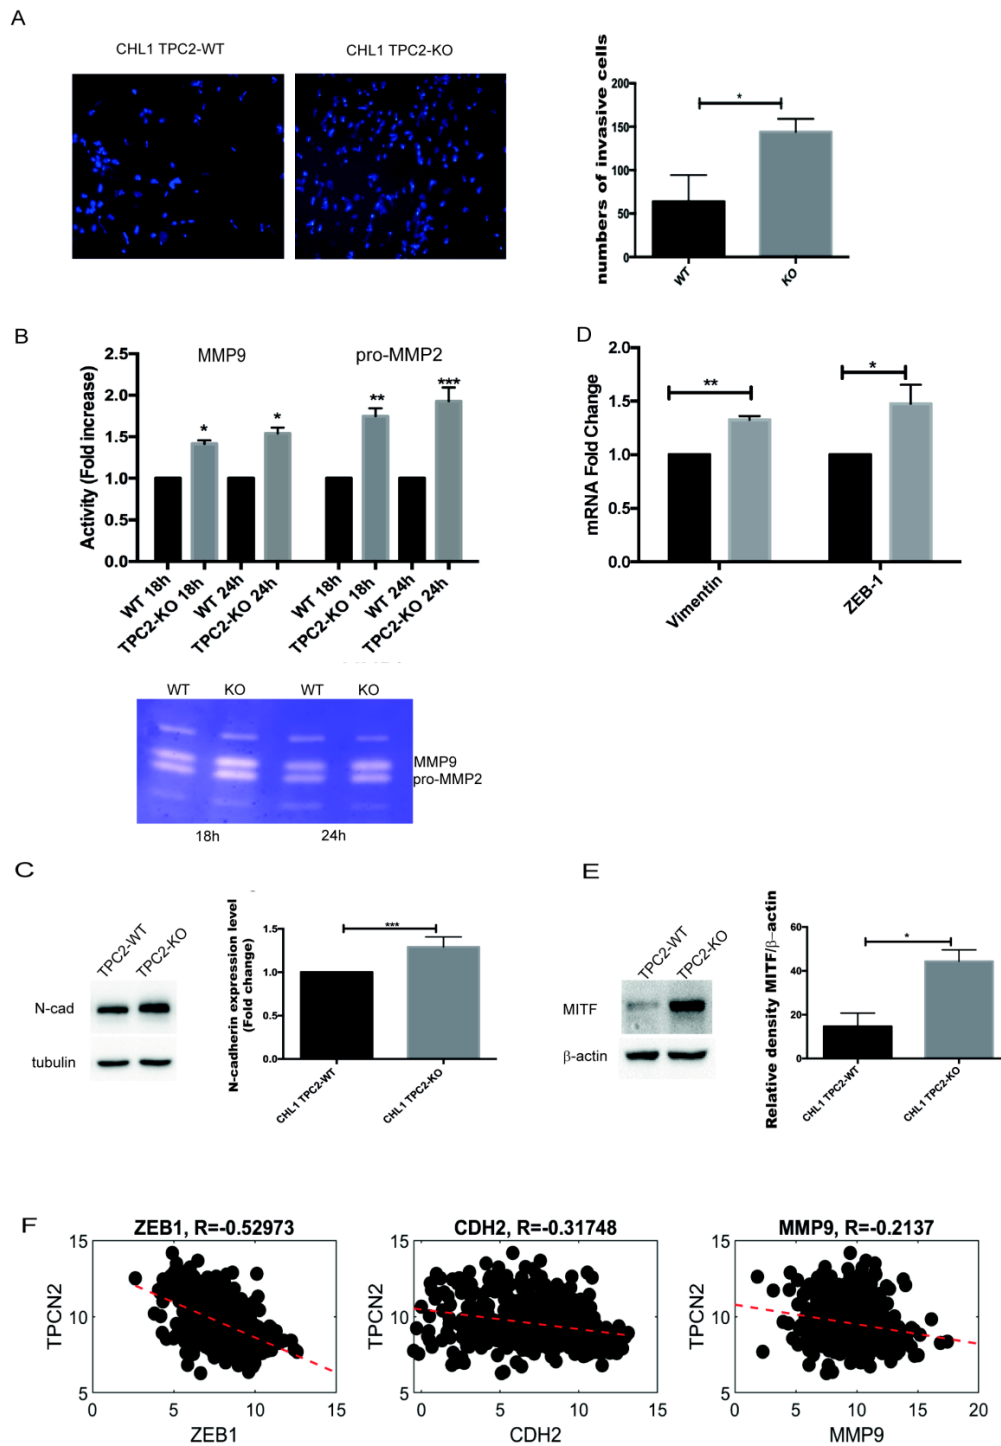 A
CHL1 TPC2-WT
CHL1 TPC2-KO
numbers of invasive cells
200
150
100
50
0
*
WT
KO
B
MMP9
pro-MMP2
Activity (Fold increase)
2.5
2.0
1.5
1.0
0.5
0.0
*
*
**
***
WT 18h
TPC2-KO 18h
WT 24h
TPC2-KO 24h
WT 18h
TPC2-KO 18h
WT 24h
TPC2-KO 24h
WT KO WT KO
MMP9
pro-MMP2
18h 24h
D
mRNA Fold Change
2.0
1.5
1.0
0.5
0.0
**
*
Vimentin
ZEB-1
C
TPC2-WT
TPC2-KO
N-cad
tubulin
N-cadherin expression level
(Fold change)
1.5
1.0
0.5
0.0
***
CHL1 TPC2-WT
CHL1 TPC2-KO
E
TPC2-WT
TPC2-KO
MITF
β-actin
Relative density MITF/β-actin
60
40
20
0
*
CHL1 TPC2-WT
CHL1 TPC2-KO
F
ZEB1, R=-0.52973
TPCN2
15
10
5
0 5 10 15
ZEB1
CDH2, R=-0.31748
TPCN2
15
10
5
0 5 10 15
CDH2
MMP9, R=-0.2137
TPCN2
15
10
5
0 5 10 15 20
MMP9